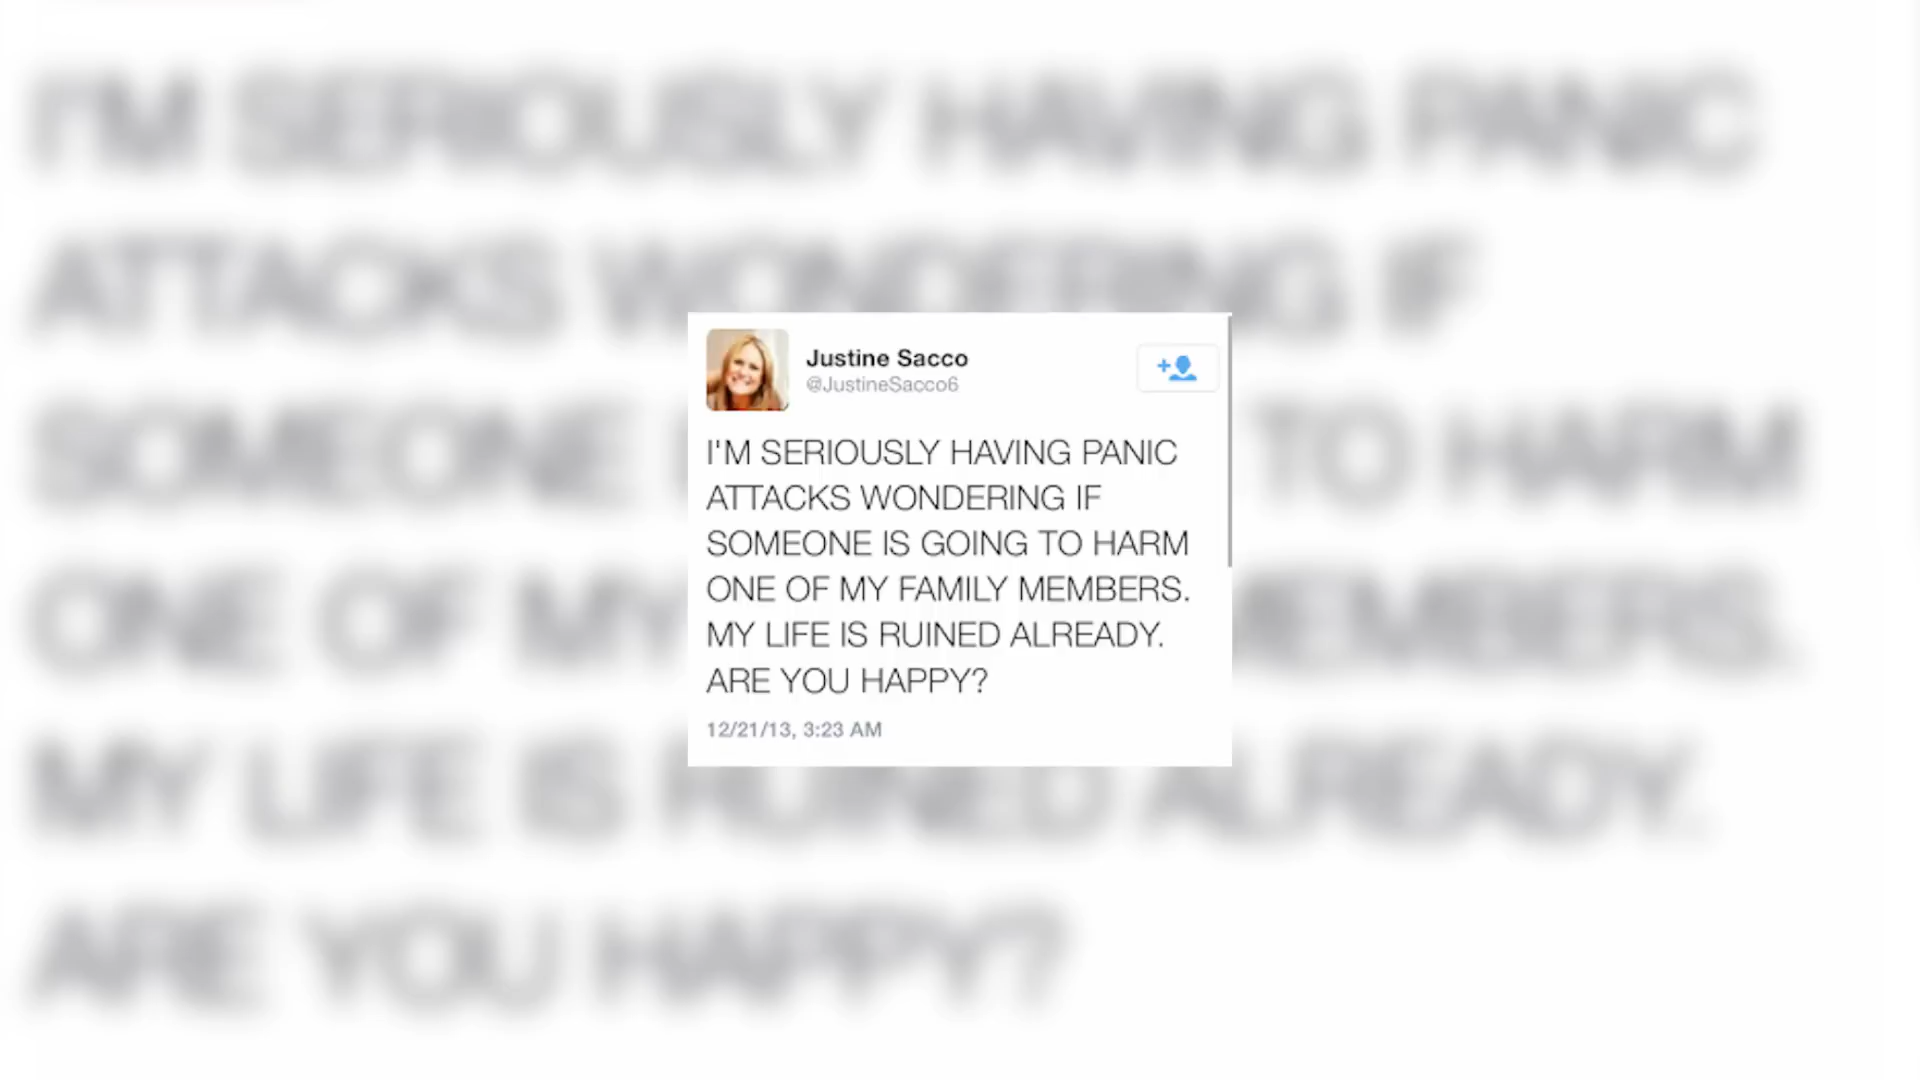 Justine Sacco
@JustineSacco6
I'M SERIOUSLY HAVING PANIC
ATTACKS WONDERING IF
SOMEONE IS GOING TO HARM
ONE OF MY FAMILY MEMBERS.
MY LIFE IS RUINED ALREADY.
ARE YOU HAPPY?
12/21/13, 3:23 AM